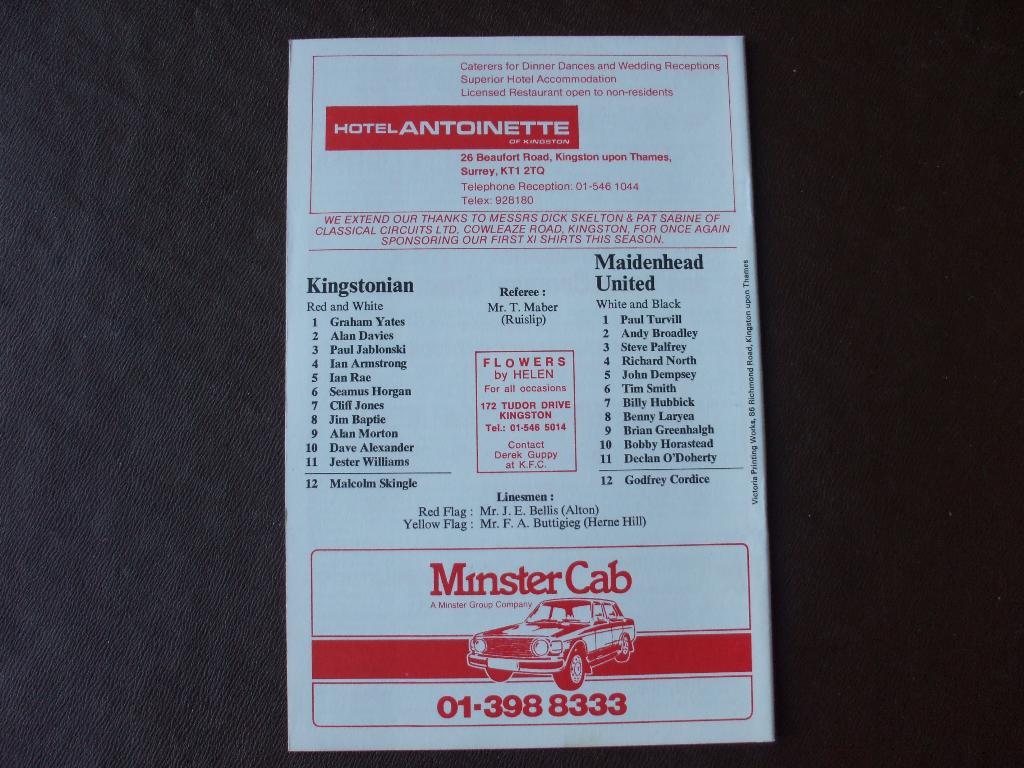 Caterers for Dinner Dances and Wedding Receptions
Superior Hotel Accommodation
Licensed Restaurant open to non-residents
HOTEL ANTOINETTE
OF KINGSTON
26 Beaufort Road, Kingston upon Thames,
Surrey, KT1 2TQ
Telephone Reception: 01-546 1044
Telex: 928180
WE EXTEND OUR THANKS TO MESSRS DICK SKELTON & PAT SABINE OF
CLASSICAL CIRCUITS LTD, COWLEAZE ROAD, KINGSTON, FOR ONCE AGAIN
SPONSORING OUR FIRST XI SHIRTS THIS SEASON.
Kingstonian
Red and White
1 Graham Yates
2 Alan Davies
3 Paul Jablonski
4 Ian Armstrong
5 Ian Rae
6 Seamus Horgan
7 Cliff Jones
8 Jim Baptie
9 Alan Morton
10 Dave Alexander
11 Jester Williams
12 Malcolm Skingle
Referee :
Mr. T. Maber
(Ruislip)
FLOWERS
by HELEN
For all occasions
172 TUDOR DRIVE
KINGSTON
Tel.: 01-546 5014
Contact
Derek Guppy
at K.F.C.
Maidenhead
United
White and Black
1 Paul Turvill
2 Andy Broadley
3 Steve Palfrey
4 Richard North
5 John Dempsey
6 Tim Smith
7 Billy Hubbick
8 Benny Laryea
9 Brian Greenhalgh
10 Bobby Horastead
11 Declan O'Doherty
12 Godfrey Cordice
Linesmen :
Red Flag : Mr. J. E. Bellis (Alton)
Yellow Flag : Mr. F. A. Buttigieg (Herne Hill)
Victoria Printing Works, 86 Richmond Road, Kingston upon Thames
Minster Cab
A Minster Group Company
01-398 8333